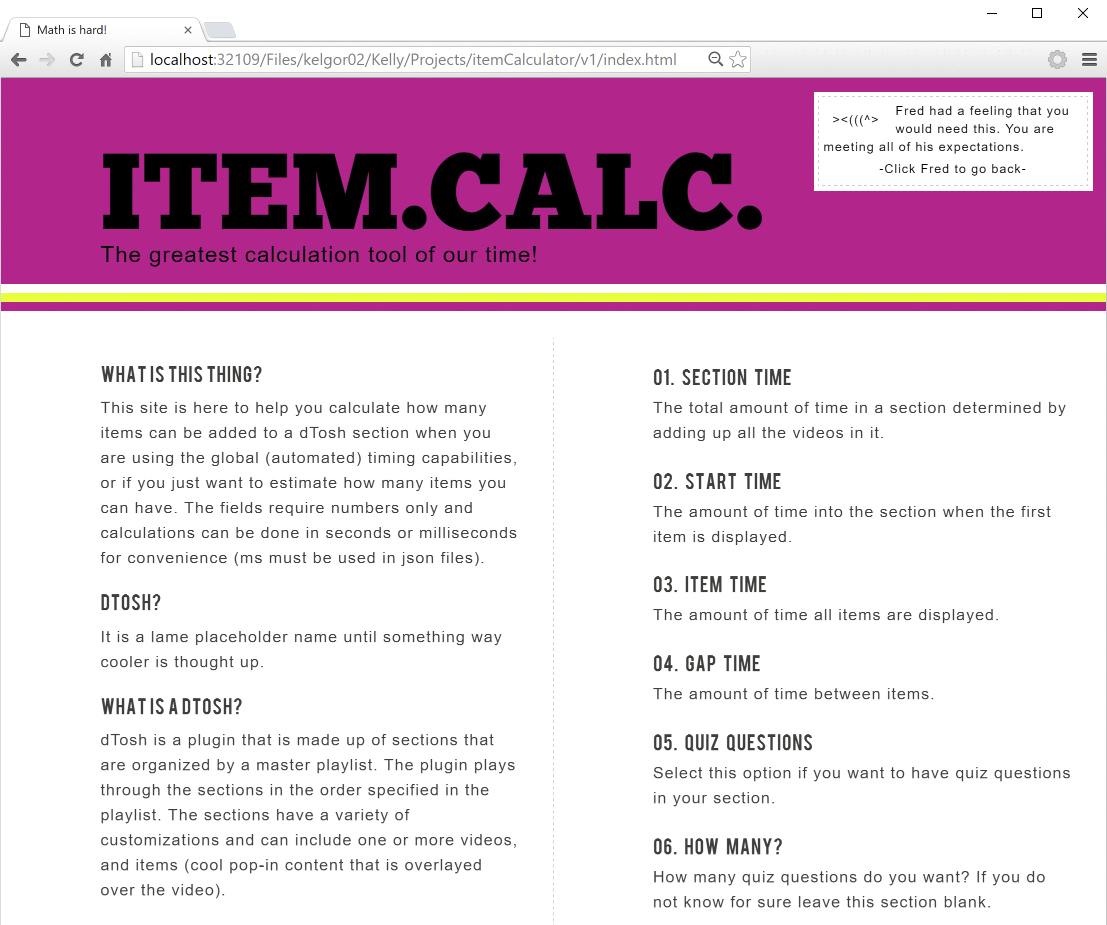 Math is hard!
localhost:32109/Files/kelgor02/Kelly/Projects/itemCalculator/v1/index.html
><(((^> Fred had a feeling that you
would need this. You are
meeting all of his expectations.
-Click Fred to go back-
ITEM.CALC.
The greatest calculation tool of our time!
WHAT IS THIS THING?
This site is here to help you calculate how many
items can be added to a dTosh section when you
are using the global (automated) timing capabilities,
or if you just want to estimate how many items you
can have. The fields require numbers only and
calculations can be done in seconds or milliseconds
for convenience (ms must be used in json files).
DTOSH?
It is a lame placeholder name until something way
cooler is thought up.
WHAT IS A DTOSH?
dTosh is a plugin that is made up of sections that
are organized by a master playlist. The plugin plays
through the sections in the order specified in the
playlist. The sections have a variety of
customizations and can include one or more videos,
and items (cool pop-in content that is overlayed
over the video).
01. SECTION TIME
The total amount of time in a section determined by
adding up all the videos in it.
02. START TIME
The amount of time into the section when the first
item is displayed.
03. ITEM TIME
The amount of time all items are displayed.
04. GAP TIME
The amount of time between items.
05. QUIZ QUESTIONS
Select this option if you want to have quiz questions
in your section.
06. HOW MANY?
How many quiz questions do you want? If you do
not know for sure leave this section blank.